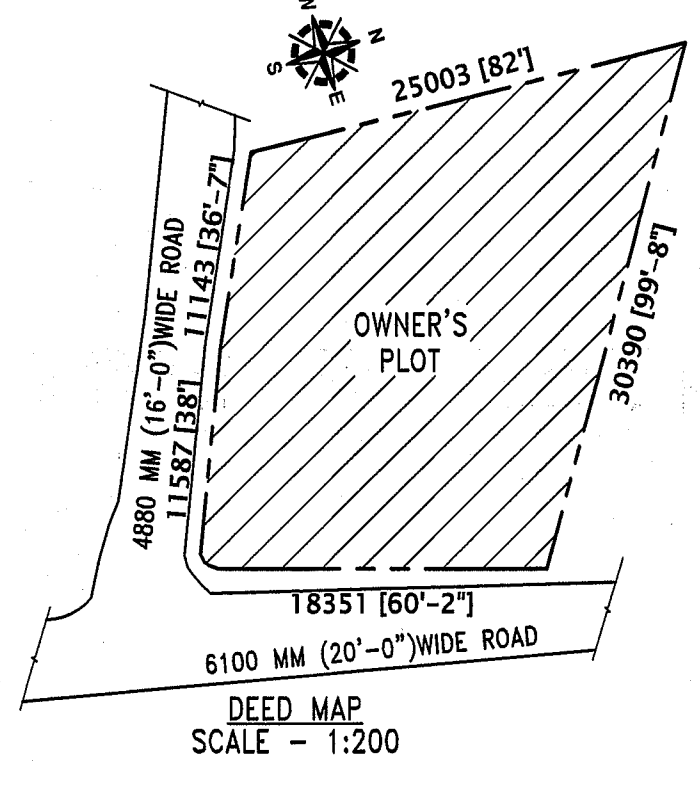 N
N
S
E
25003 [82']
11143 [36'-7"]
4880 MM (16'-0")WIDE ROAD
11587 [38']
OWNER'S
PLOT
30390 [99'-8"]
18351 [60'-2"]
6100 MM (20'-0")WIDE ROAD
DEED MAP
SCALE - 1:200